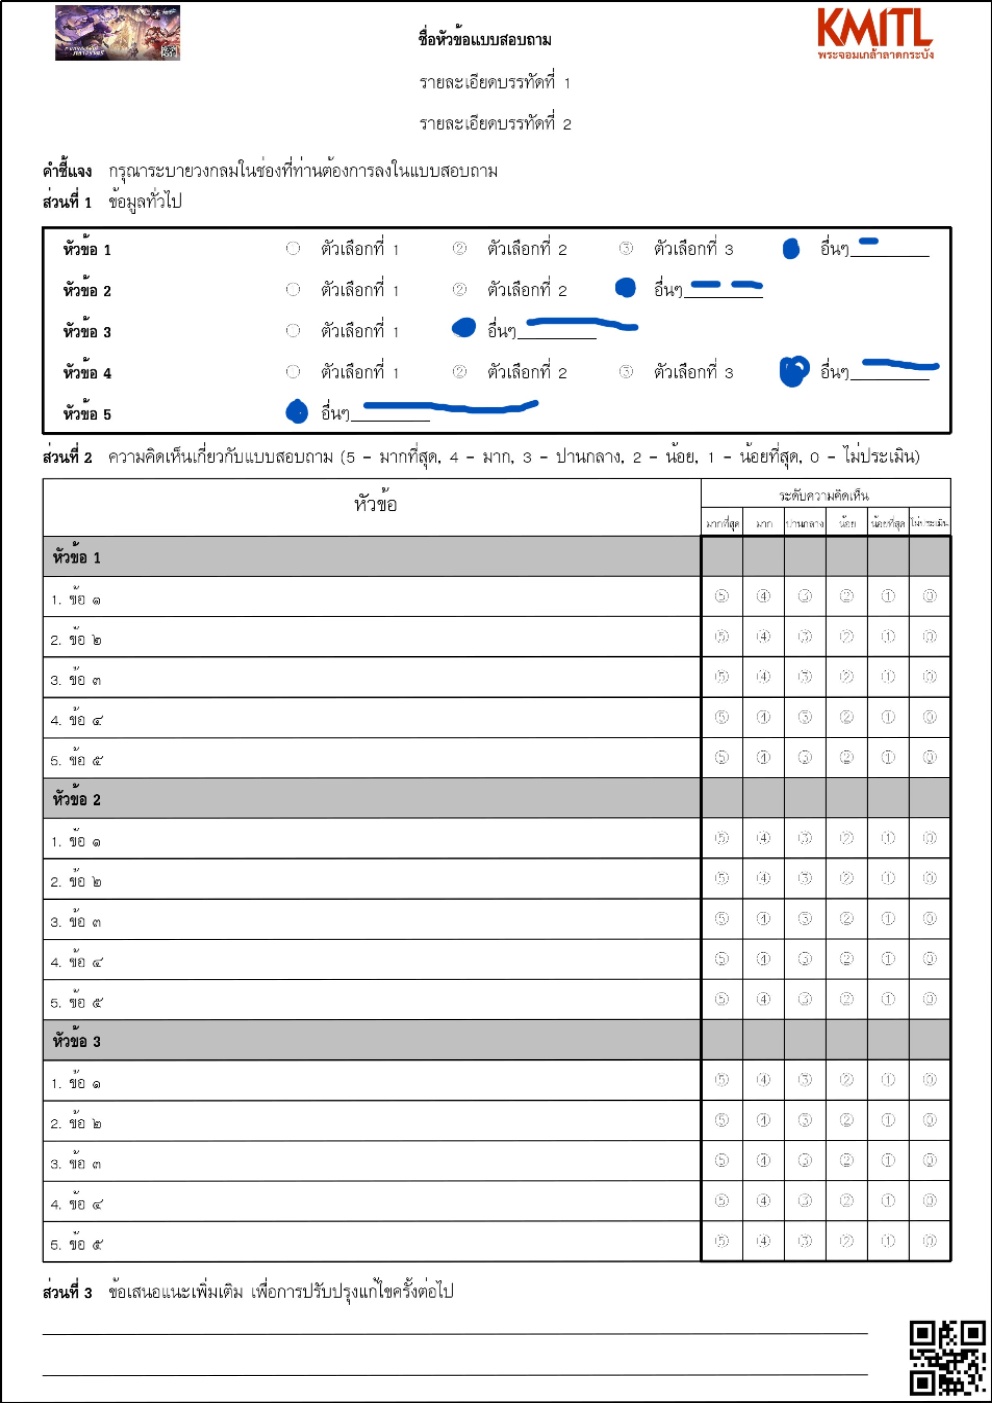 KMITL
พระจอมเกล้าลาดกระบัง
ชื่อหัวข้อแบบสอบถาม
รายละเอียดบรรทัดที่ 1
รายละเอียดบรรทัดที่ 2
คำชี้แจง กรุณาระบายวงกลมในช่องที่ท่านต้องการลงในแบบสอบถาม
ส่วนที่ 1 ข้อมูลทั่วไป
หัวข้อ 1 ตัวเลือกที่ 1 ② ตัวเลือกที่ 2 ③ ตัวเลือกที่ 3 อื่นๆ
หัวข้อ 2 ตัวเลือกที่ 1 ② ตัวเลือกที่ 2 อื่นๆ
หัวข้อ 3 ตัวเลือกที่ 1 อื่นๆ
หัวข้อ 4 ตัวเลือกที่ 1 ② ตัวเลือกที่ 2 ③ ตัวเลือกที่ 3 อื่นๆ
หัวข้อ 5 อื่นๆ
ส่วนที่ 2 ความคิดเห็นเกี่ยวกับแบบสอบถาม (5 - มากที่สุด, 4 - มาก, 3 - ปานกลาง, 2 - น้อย, 1 - น้อยที่สุด, 0 - ไม่ประเมิน)
หัวข้อ ระดับความคิดเห็น
มากที่สุด มาก ปานกลาง น้อย น้อยที่สุด ไม่ประเมิน
หัวข้อ 1
1. ข้อ ๑ ⑤ ④ ③ ② ① ⓪
2. ข้อ ๒ ⑤ ④ ③ ② ① ⓪
3. ข้อ ๓ ⑤ ④ ③ ② ① ⓪
4. ข้อ ๔ ⑤ ④ ③ ② ① ⓪
5. ข้อ ๕ ⑤ ④ ③ ② ① ⓪
หัวข้อ 2
1. ข้อ ๑ ⑤ ④ ③ ② ① ⓪
2. ข้อ ๒ ⑤ ④ ③ ② ① ⓪
3. ข้อ ๓ ⑤ ④ ③ ② ① ⓪
4. ข้อ ๔ ⑤ ④ ③ ② ① ⓪
5. ข้อ ๕ ⑤ ④ ③ ② ① ⓪
หัวข้อ 3
1. ข้อ ๑ ⑤ ④ ③ ② ① ⓪
2. ข้อ ๒ ⑤ ④ ③ ② ① ⓪
3. ข้อ ๓ ⑤ ④ ③ ② ① ⓪
4. ข้อ ๔ ⑤ ④ ③ ② ① ⓪
5. ข้อ ๕ ⑤ ④ ③ ② ① ⓪
ส่วนที่ 3 ข้อเสนอแนะเพิ่มเติม เพื่อการปรับปรุงแก้ไขครั้งต่อไป